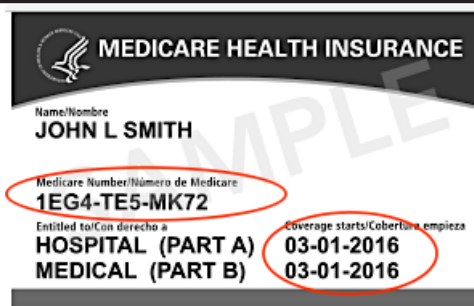 MEDICARE HEALTH INSURANCE
SAMPLE
Name/Nombre
JOHN L SMITH
Medicare Number/Número de Medicare
1EG4-TE5-MK72
Entitled to/Con derecho a
Coverage starts/Cobertura empieza
HOSPITAL (PART A) 03-01-2016
MEDICAL (PART B) 03-01-2016